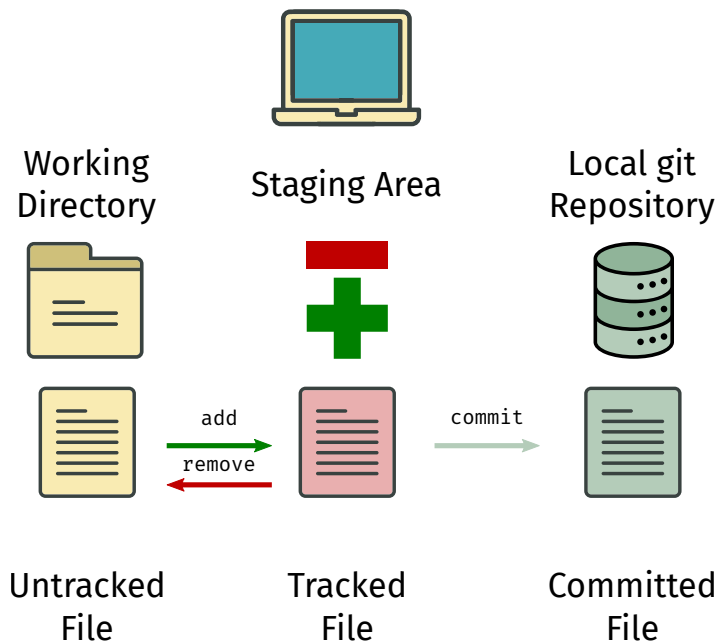 Working
Directory
Staging Area
Local git
Repository
add
remove
commit
Untracked
File
Tracked
File
Committed
File